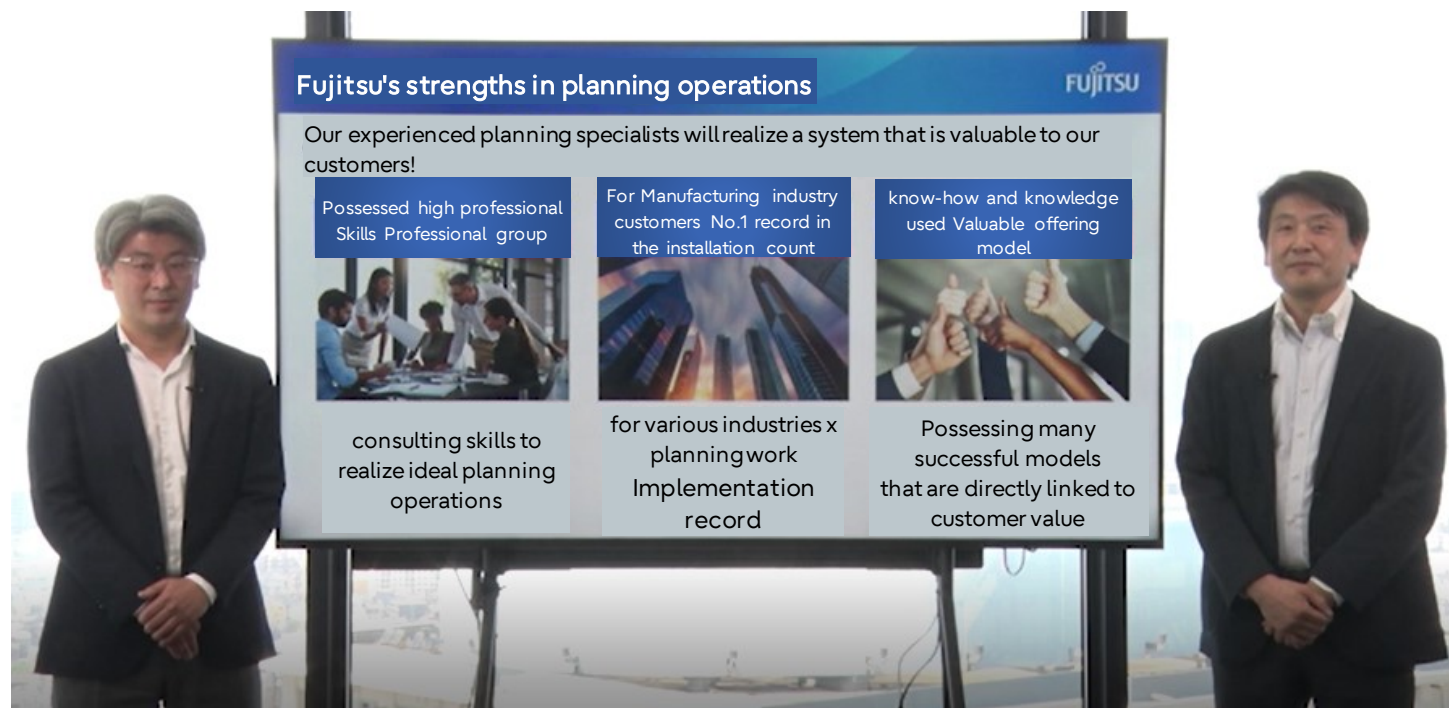 Fujitsu's strengths in planning operations
FUJITSU
Our experienced planning specialists will realize a system that is valuable to our
customers!
Possessed high professional
Skills Professional group
For Manufacturing industry
customers No.1 record in
the installation count
know-how and knowledge
used Valuable offering
model
consulting skills to
realize ideal planning
operations
for various industries x
planning work
Implementation
record
Possessing many
successful models
that are directly linked to
customer value